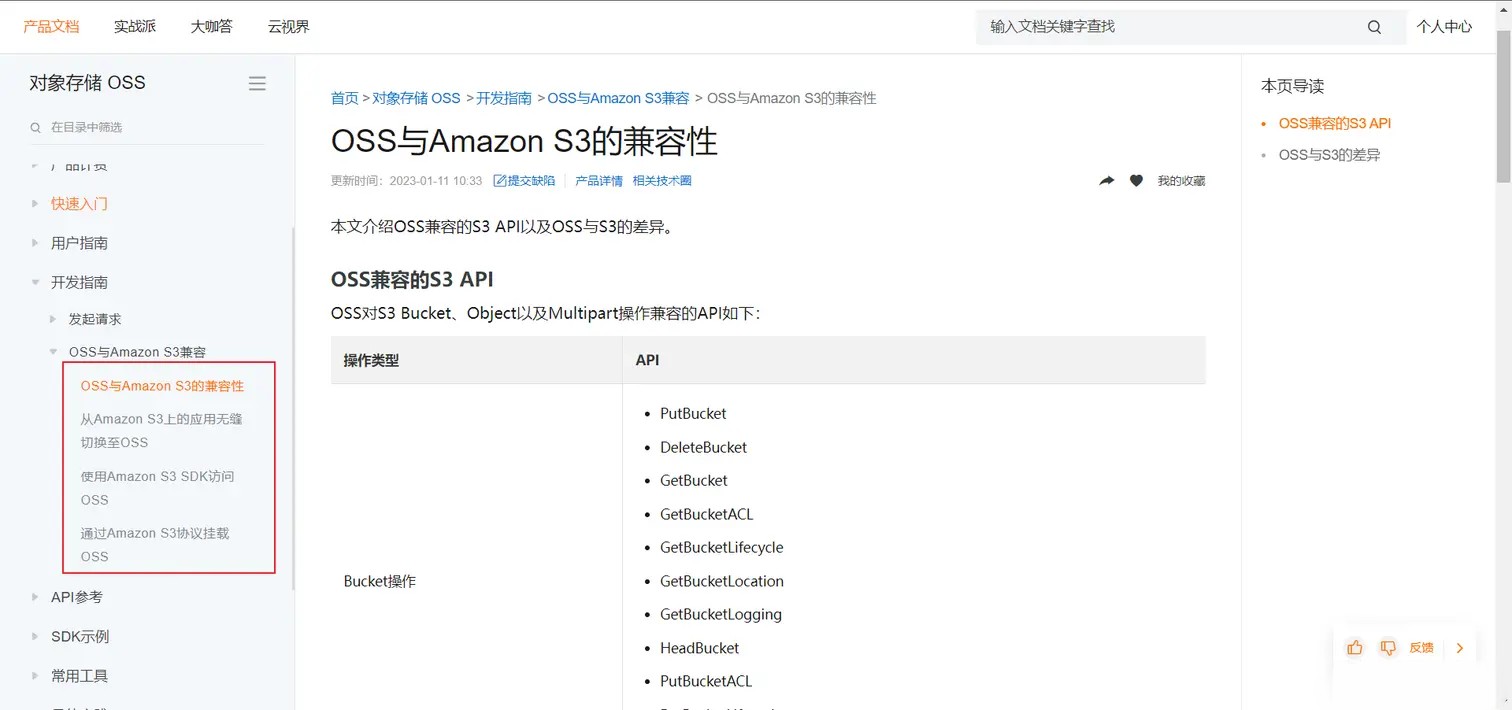 产品文档 实战派 大咖答 云视界 输入文档关键字查找 个人中心
对象存储 OSS
在目录中筛选
产品计费
快速入门
用户指南
开发指南
发起请求
OSS与Amazon S3兼容
OSS与Amazon S3的兼容性
从Amazon S3上的应用无缝
切换至OSS
使用Amazon S3 SDK访问
OSS
通过Amazon S3协议挂载
OSS
API参考
SDK示例
常用工具
首页 > 对象存储 OSS > 开发指南 > OSS与Amazon S3兼容 > OSS与Amazon S3的兼容性
OSS与Amazon S3的兼容性
更新时间：2023-01-11 10:33 提交缺陷 产品详情 相关技术圈 我的收藏
本文介绍OSS兼容的S3 API以及OSS与S3的差异。
OSS兼容的S3 API
OSS对S3 Bucket、Object以及Multipart操作兼容的API如下：
操作类型 API
Bucket操作
• PutBucket
• DeleteBucket
• GetBucket
• GetBucketACL
• GetBucketLifecycle
• GetBucketLocation
• GetBucketLogging
• HeadBucket
• PutBucketACL
本页导读
• OSS兼容的S3 API
• OSS与S3的差异
反馈